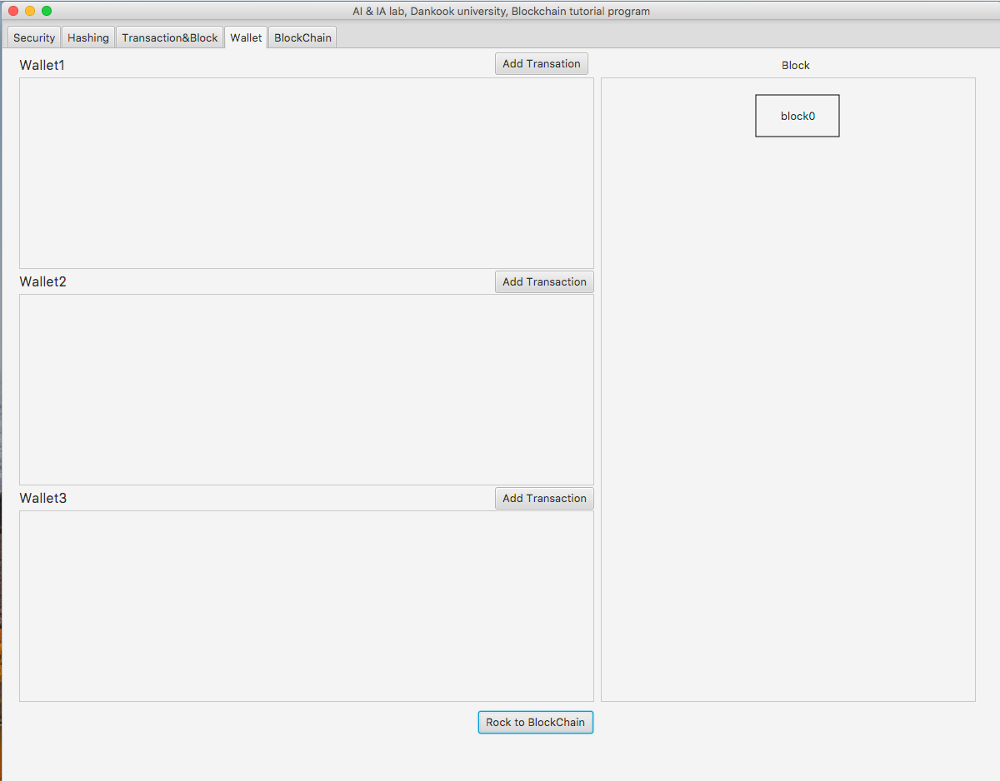 AI & IA lab, Dankook university, Blockchain tutorial program
Security Hashing Transaction&Block Wallet BlockChain
Wallet1 Add Transation Block
block0
Wallet2 Add Transaction
Wallet3 Add Transaction
Rock to BlockChain